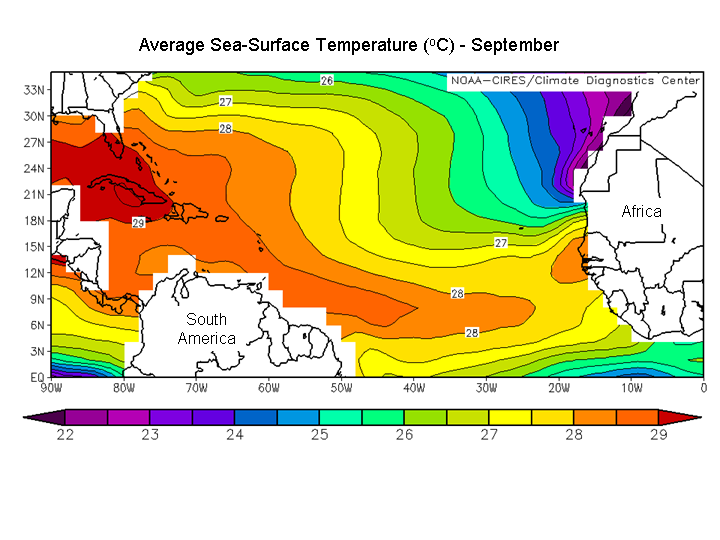 Average Sea-Surface Temperature (ºC) - September
NOAA-CIRES/Climate Diagnostics Center
33N
30N
27N
24N
21N
18N
15N
12N
9N
6N
3N
EQ
26
27
28
29
27
28
28
Africa
South
America
90W 80W 70W 60W 50W 40W 30W 20W 10W 0
22 23 24 25 26 27 28 29